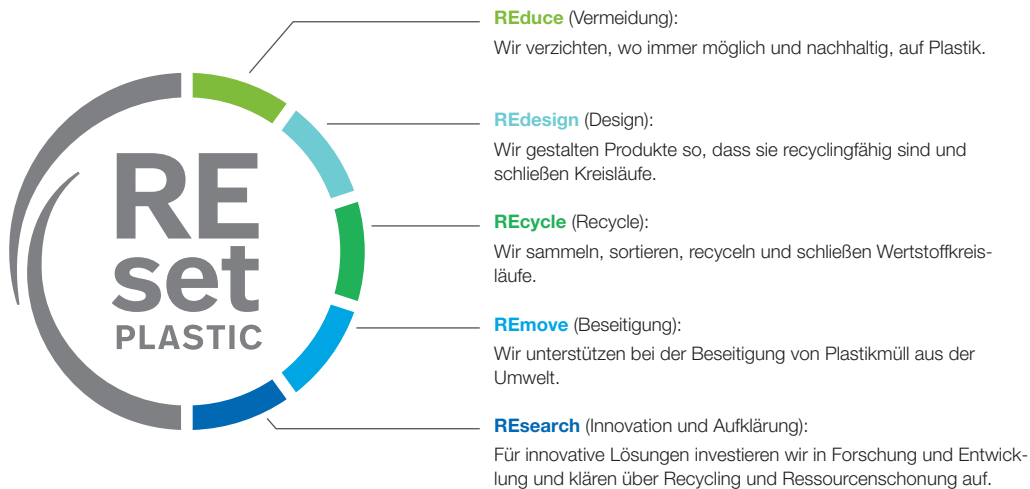 RE
set
PLASTIC
REduce (Vermeidung):
Wir verzichten, wo immer möglich und nachhaltig, auf Plastik.
REdesign (Design):
Wir gestalten Produkte so, dass sie recyclingfähig sind und
schließen Kreisläufe.
REcycle (Recycle):
Wir sammeln, sortieren, recyceln und schließen Wertstoffkreis-
läufe.
REmove (Beseitigung):
Wir unterstützen bei der Beseitigung von Plastikmüll aus der
Umwelt.
REsearch (Innovation und Aufklärung):
Für innovative Lösungen investieren wir in Forschung und Entwick-
lung und klären über Recycling und Ressourcenschonung auf.